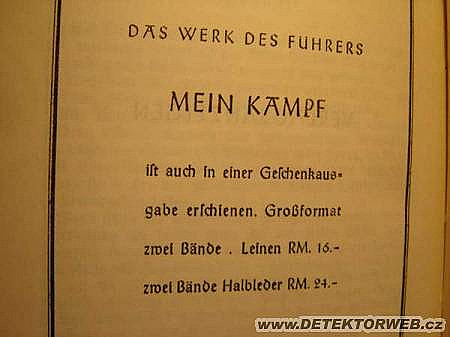 DAS WERK DES FÜHRERS
MEIN KAMPF
iſt auch in einer Geſchenkaus-
gabe erſchienen. Großformat
zwei Bände . Leinen RM. 16.-
zwei Bände Halbleder RM. 24.-
www.DETEKTORWEB.cz